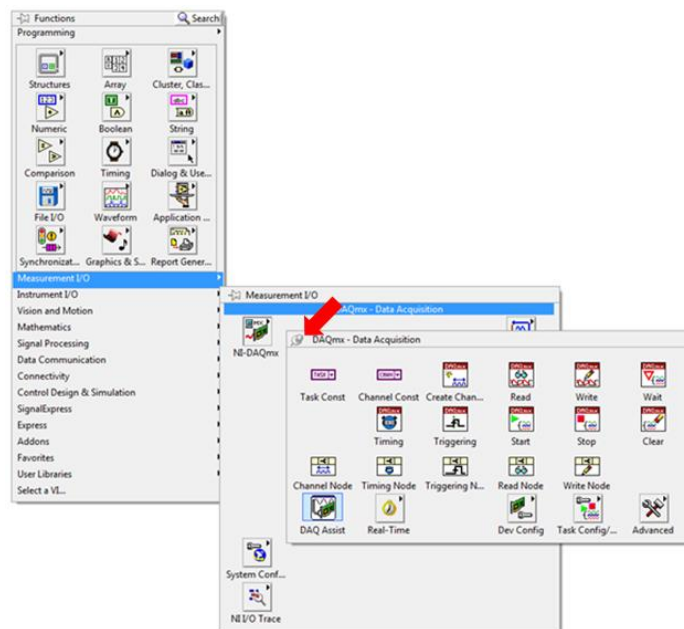 Functions
Search
Programming
Structures
Array
Cluster, Clas...
Numeric
Boolean
String
Comparison
Timing
Dialog & Use...
File I/O
Waveform
Application ...
Synchronizat...
Graphics & S...
Report Gener...
Measurement I/O
Instrument I/O
Vision and Motion
Mathematics
Signal Processing
Data Communication
Connectivity
Control Design & Simulation
SignalExpress
Express
Addons
Favorites
User Libraries
Select a VI...
Measurement I/O
DAQmx - Data Acquisition
NI-DAQmx
System Conf...
NI I/O Trace
DAQmx - Data Acquisition
Task Const
Channel Const
Create Chan...
Read
Write
Wait
Timing
Triggering
Start
Stop
Clear
Channel Node
Timing Node
Triggering N...
Read Node
Write Node
DAQ Assist
Real-Time
Dev Config
Task Config/...
Advanced